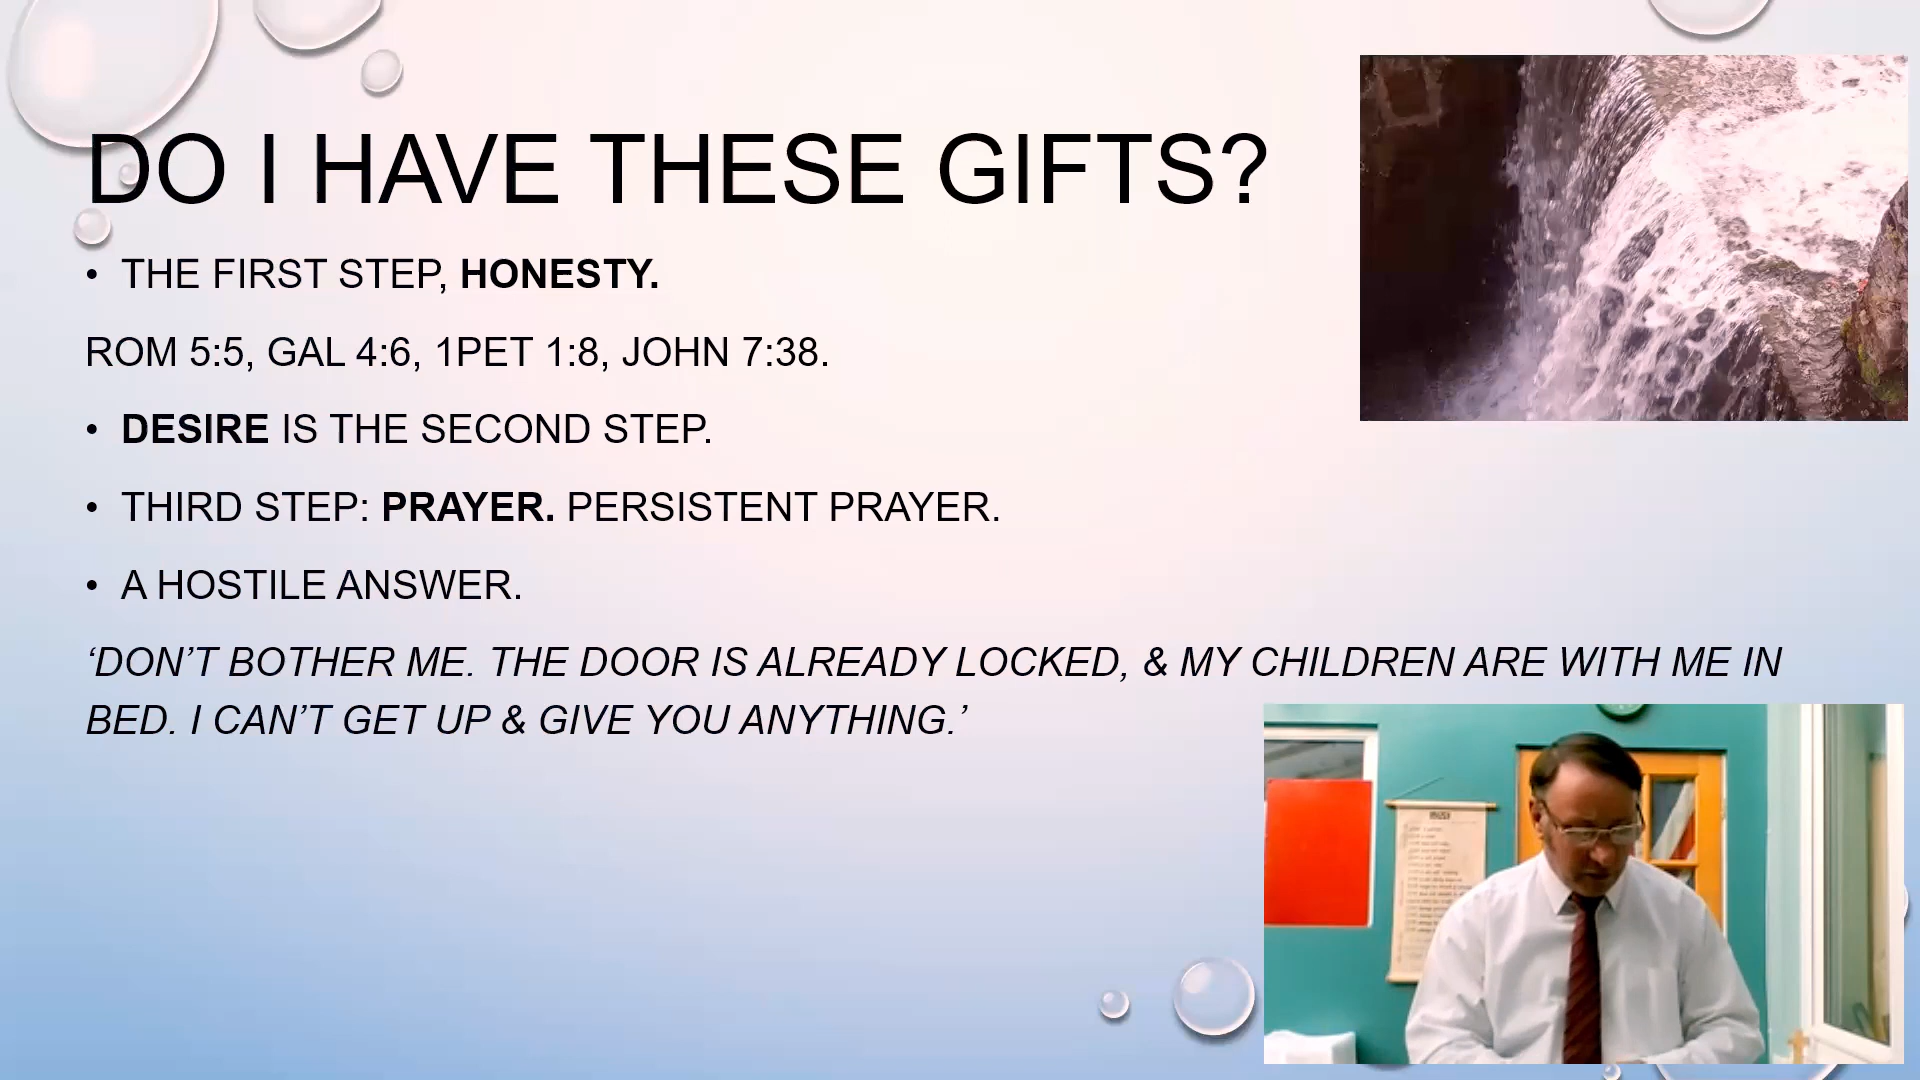 DO I HAVE THESE GIFTS?
• THE FIRST STEP, HONESTY.
ROM 5:5, GAL 4:6, 1PET 1:8, JOHN 7:38.
• DESIRE IS THE SECOND STEP.
• THIRD STEP: PRAYER. PERSISTENT PRAYER.
• A HOSTILE ANSWER.
‘DON’T BOTHER ME. THE DOOR IS ALREADY LOCKED, & MY CHILDREN ARE WITH ME IN
BED. I CAN’T GET UP & GIVE YOU ANYTHING.’